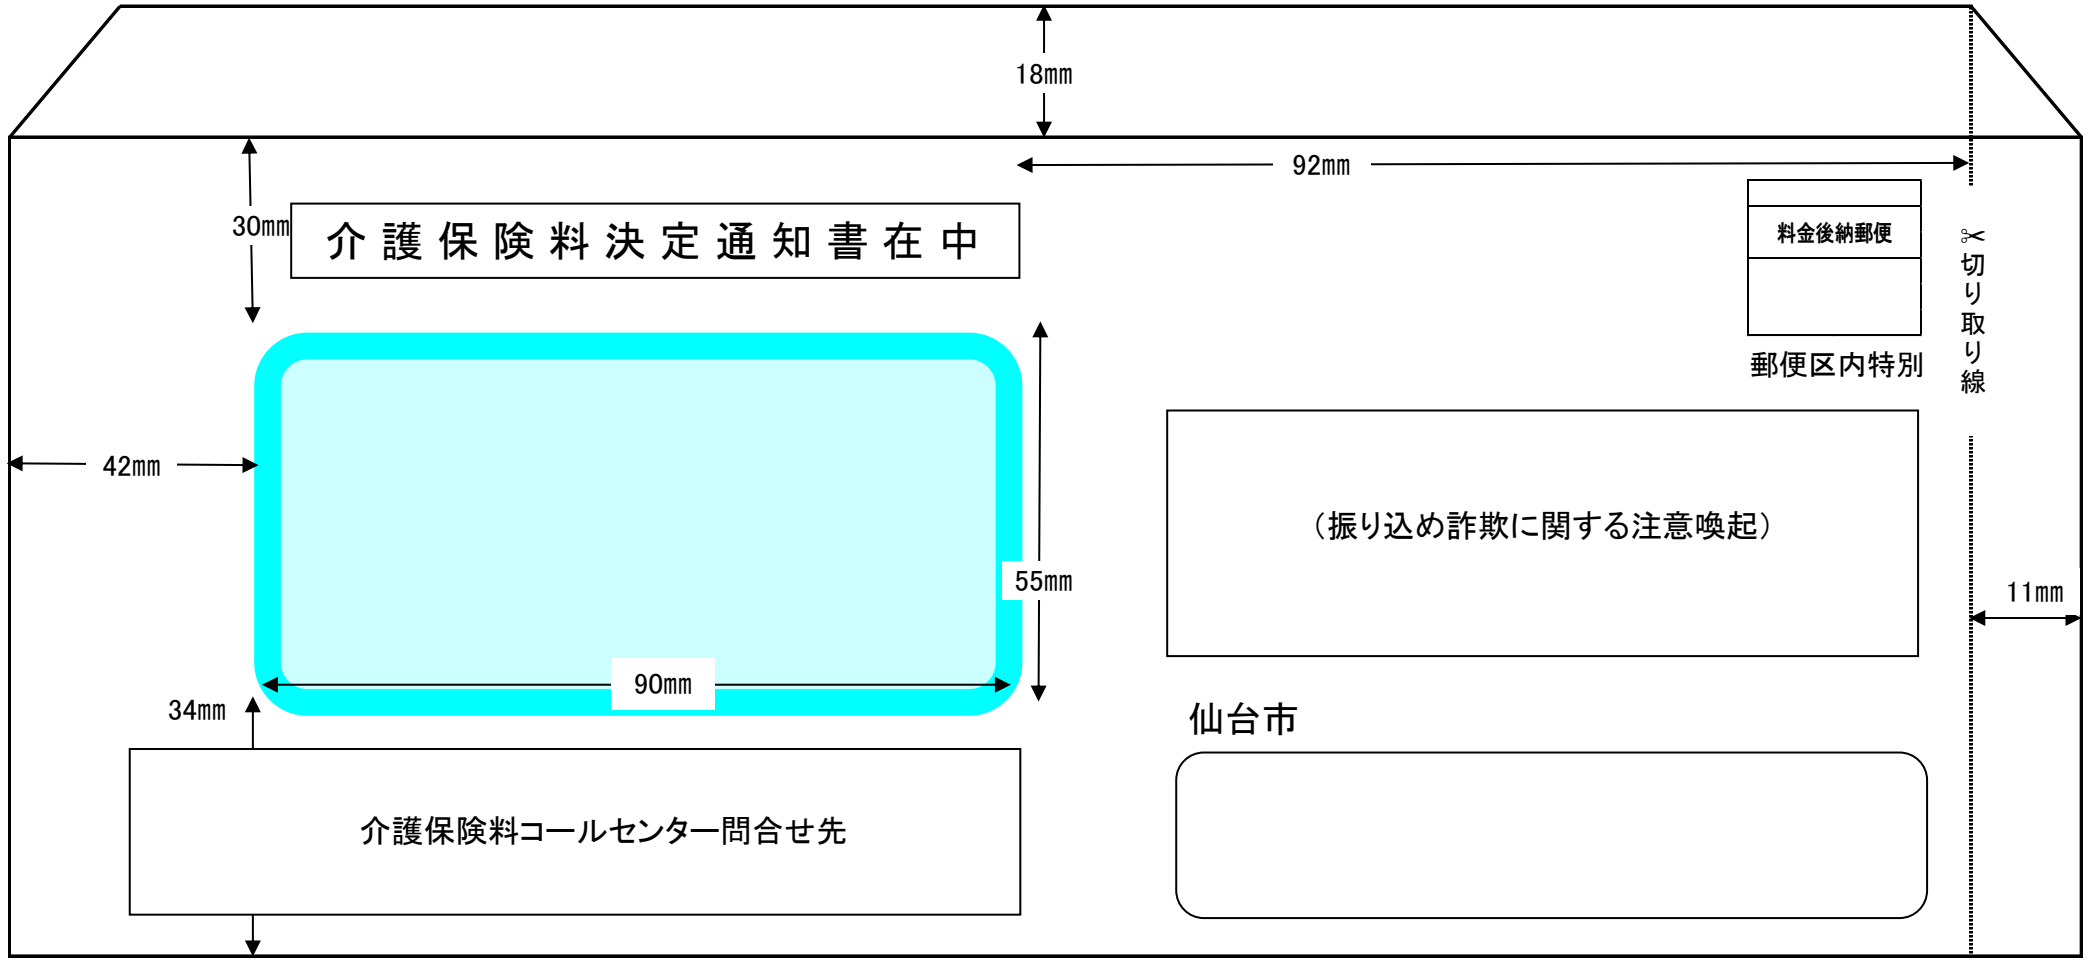 18mm
92mm
30mm
介護保険料決定通知書在中
料金後納郵便
✂切り取り線
郵便区内特別
42mm
(振り込め詐欺に関する注意喚起)
55mm
11mm
90mm
34mm
仙台市
介護保険料コールセンター問合せ先